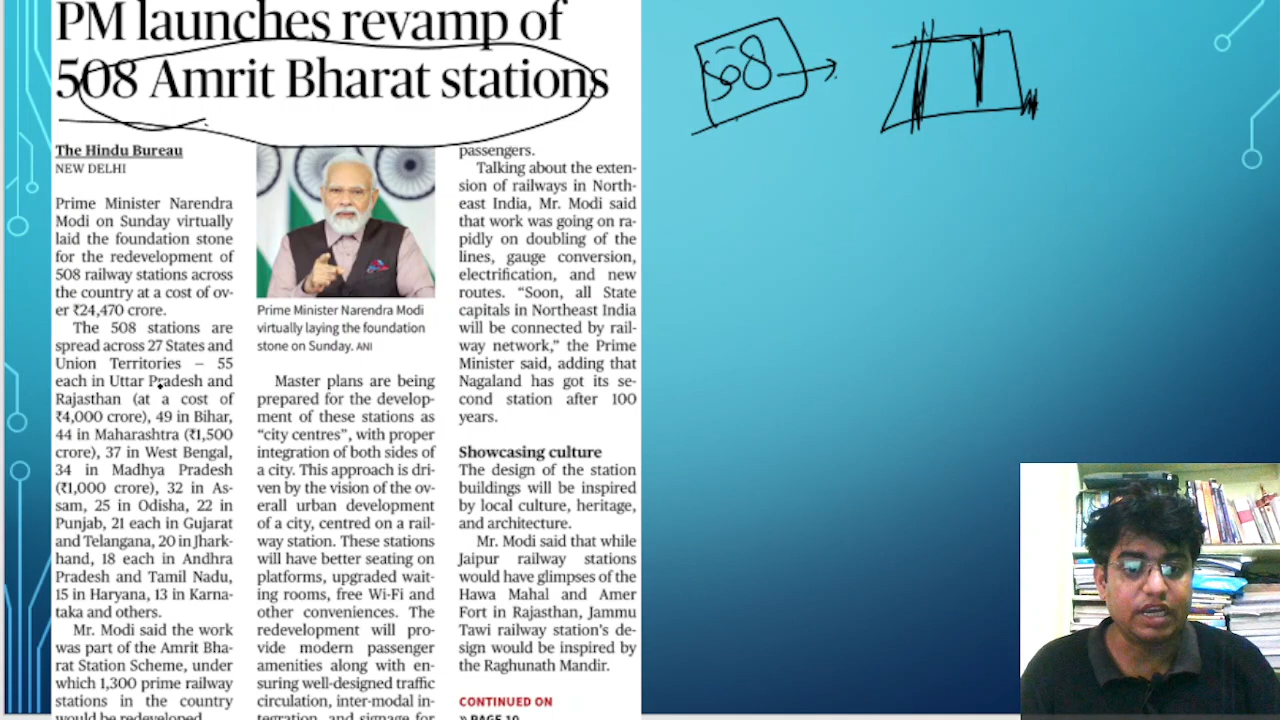 PM launches revamp of
508 Amrit Bharat stations
The Hindu Bureau
NEW DELHI
Prime Minister Narendra
Modi on Sunday virtually
laid the foundation stone
for the redevelopment of
508 railway stations across
the country at a cost of ov-
er ₹24,470 crore.
The 508 stations are
spread across 27 States and
Union Territories – 55
each in Uttar Pradesh and
Rajasthan (at a cost of
₹4,000 crore), 49 in Bihar,
44 in Maharashtra (₹1,500
crore), 37 in West Bengal,
34 in Madhya Pradesh
(₹1,000 crore), 32 in As-
sam, 25 in Odisha, 22 in
Punjab, 21 each in Gujarat
and Telangana, 20 in Jhark-
hand, 18 each in Andhra
Pradesh and Tamil Nadu,
15 in Haryana, 13 in Karna-
taka and others.
Mr. Modi said the work
was part of the Amrit Bha-
rat Station Scheme, under
which 1,300 prime railway
stations in the country
would be redeveloped.
Prime Minister Narendra Modi
virtually laying the foundation
stone on Sunday. ANI
Master plans are being
prepared for the develop-
ment of these stations as
“city centres”, with proper
integration of both sides of
a city. This approach is dri-
ven by the vision of the ov-
erall urban development
of a city, centred on a rail-
way station. These stations
will have better seating on
platforms, upgraded wait-
ing rooms, free Wi-Fi and
other conveniences. The
redevelopment will pro-
vide modern passenger
amenities along with en-
suring well-designed traffic
circulation, inter-modal in-
tegration, and signage for
passengers.
Talking about the exten-
sion of railways in North-
east India, Mr. Modi said
that work was going on ra-
pidly on doubling of the
lines, gauge conversion,
electrification, and new
routes. “Soon, all State
capitals in Northeast India
will be connected by rail-
way network,” the Prime
Minister said, adding that
Nagaland has got its se-
cond station after 100
years.
Showcasing culture
The design of the station
buildings will be inspired
by local culture, heritage,
and architecture.
Mr. Modi said that while
Jaipur railway stations
would have glimpses of the
Hawa Mahal and Amer
Fort in Rajasthan, Jammu
Tawi railway station's de-
sign would be inspired by
the Raghunath Mandir.
CONTINUED ON
» PAGE 10
508